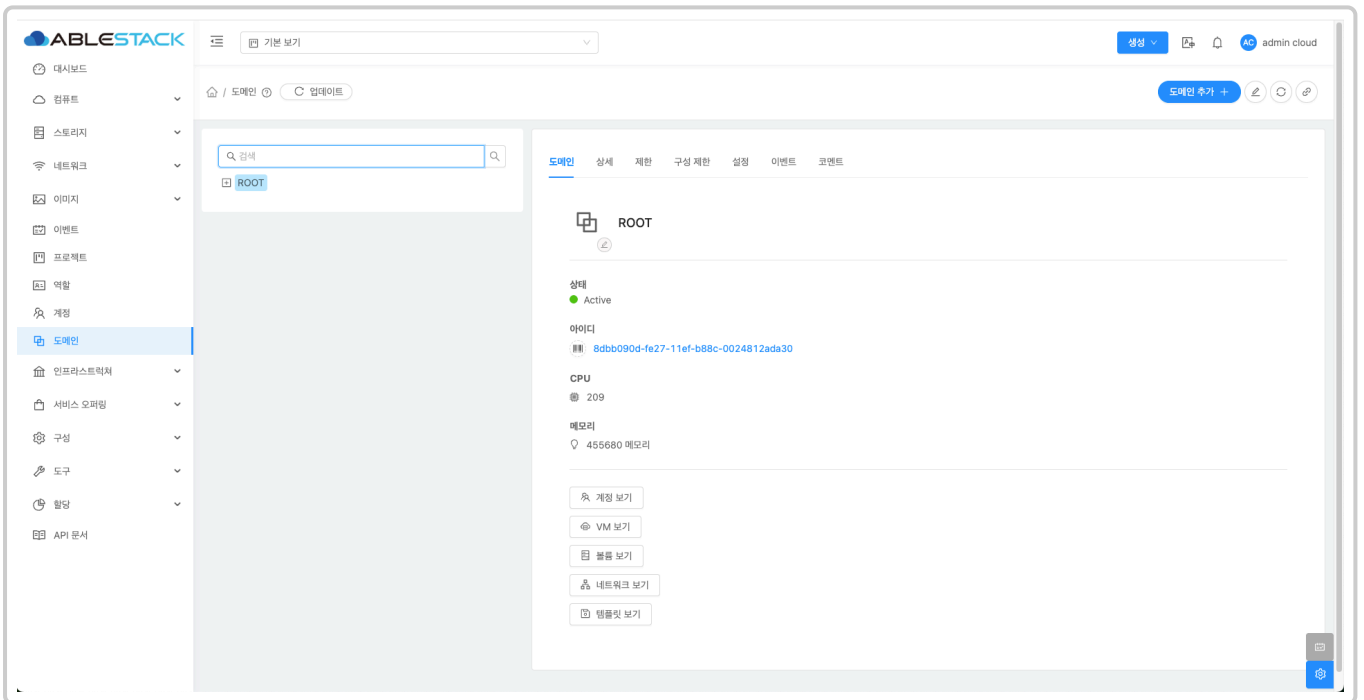 ABLESTACK
기본 보기
생성
AC
admin cloud
대시보드
컴퓨트
스토리지
네트워크
이미지
이벤트
프로젝트
역할
계정
도메인
인프라스트럭쳐
서비스 오퍼링
구성
도구
할당
API 문서
/ 도메인
업데이트
도메인 추가 +
검색
ROOT
도메인 상세 제한 구성 제한 설정 이벤트 코멘트
ROOT
상태
Active
아이디
8dbb090d-fe27-11ef-b88c-0024812ada30
CPU
209
메모리
455680 메모리
계정 보기
VM 보기
볼륨 보기
네트워크 보기
템플릿 보기